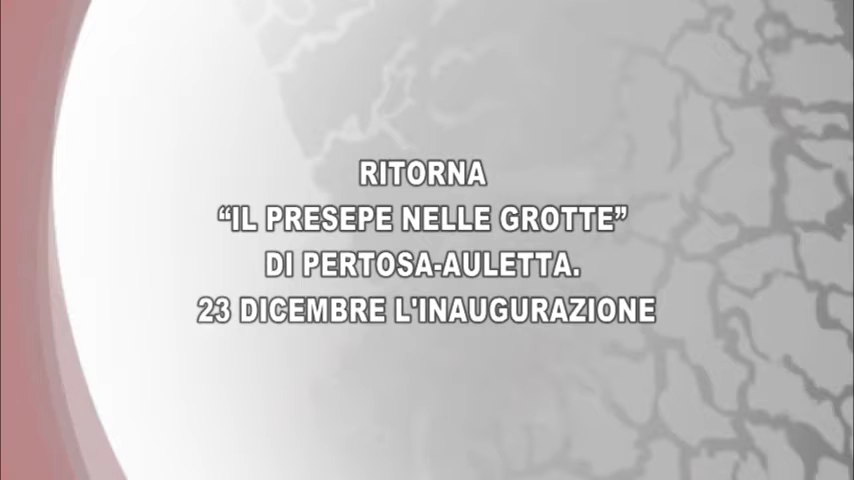 RITORNA
“IL PRESEPE NELLE GROTTE”
DI PERTOSA-AULETTA.
23 DICEMBRE L'INAUGURAZIONE